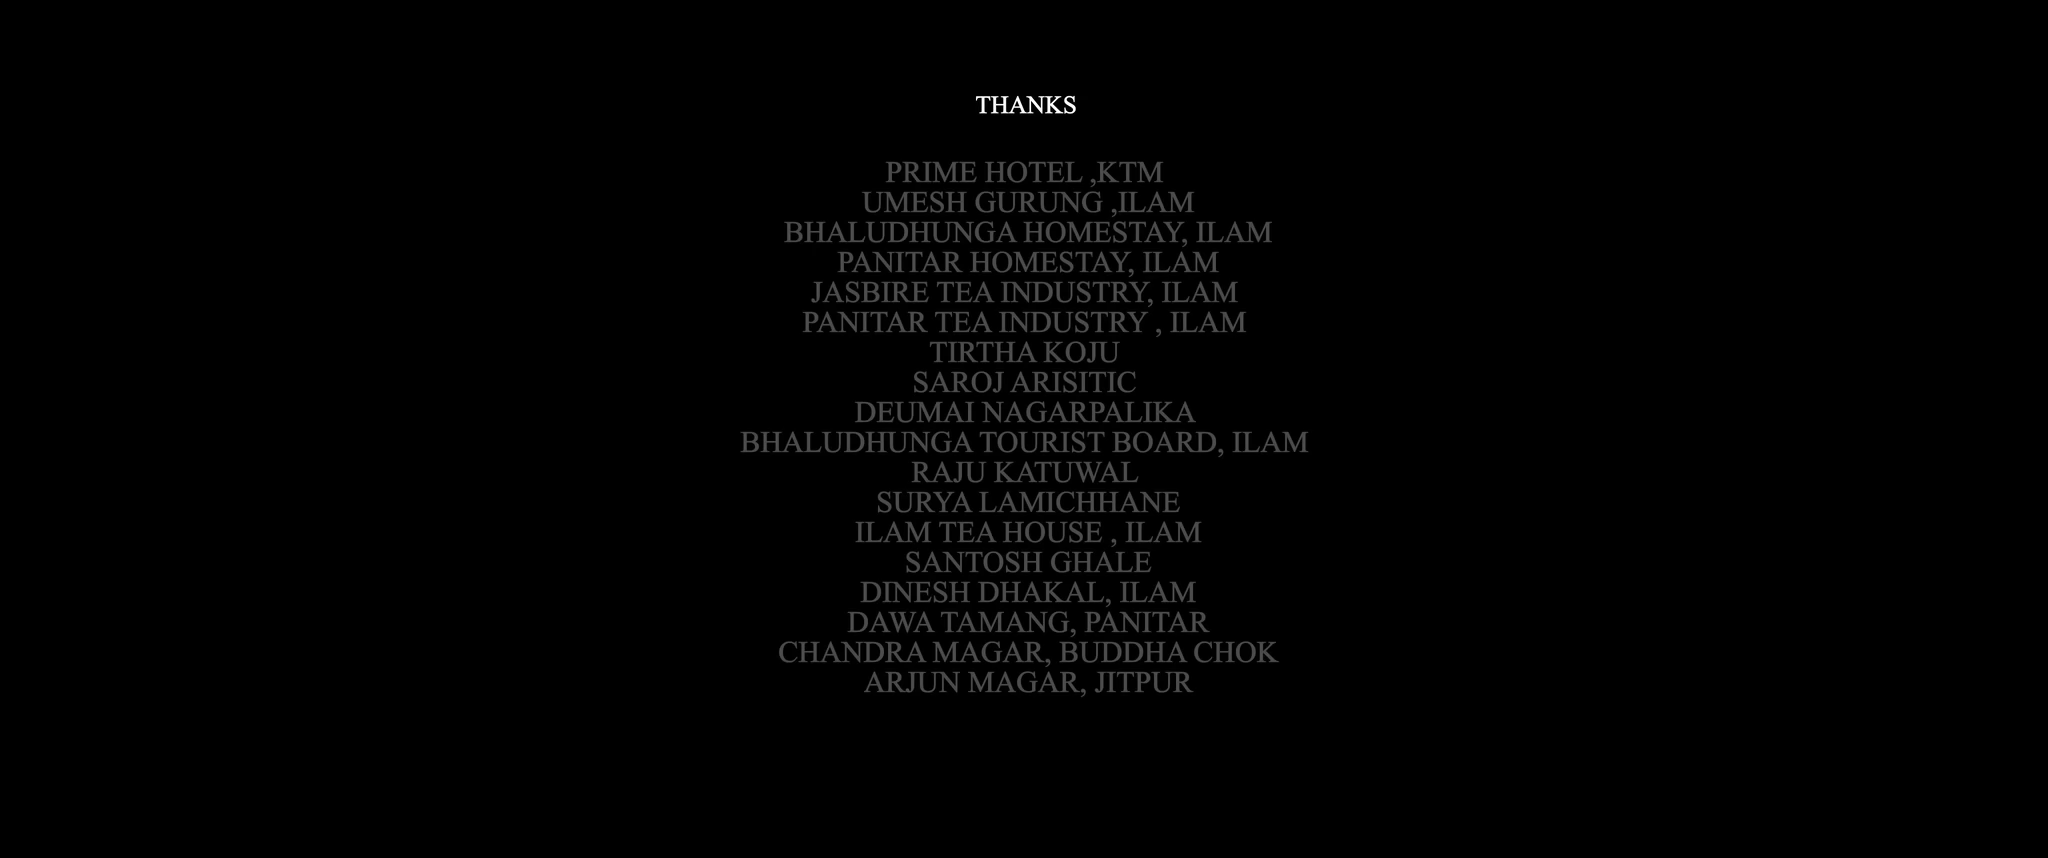 THANKS
PRIME HOTEL ,KTM
UMESH GURUNG ,ILAM
BHALUDHUNGA HOMESTAY, ILAM
PANITAR HOMESTAY, ILAM
JASBIRE TEA INDUSTRY, ILAM
PANITAR TEA INDUSTRY , ILAM
TIRTHA KOJU
SAROJ ARISITIC
DEUMAI NAGARPALIKA
BHALUDHUNGA TOURIST BOARD, ILAM
RAJU KATUWAL
SURYA LAMICHHANE
ILAM TEA HOUSE , ILAM
SANTOSH GHALE
DINESH DHAKAL, ILAM
DAWA TAMANG, PANITAR
CHANDRA MAGAR, BUDDHA CHOK
ARJUN MAGAR, JITPUR